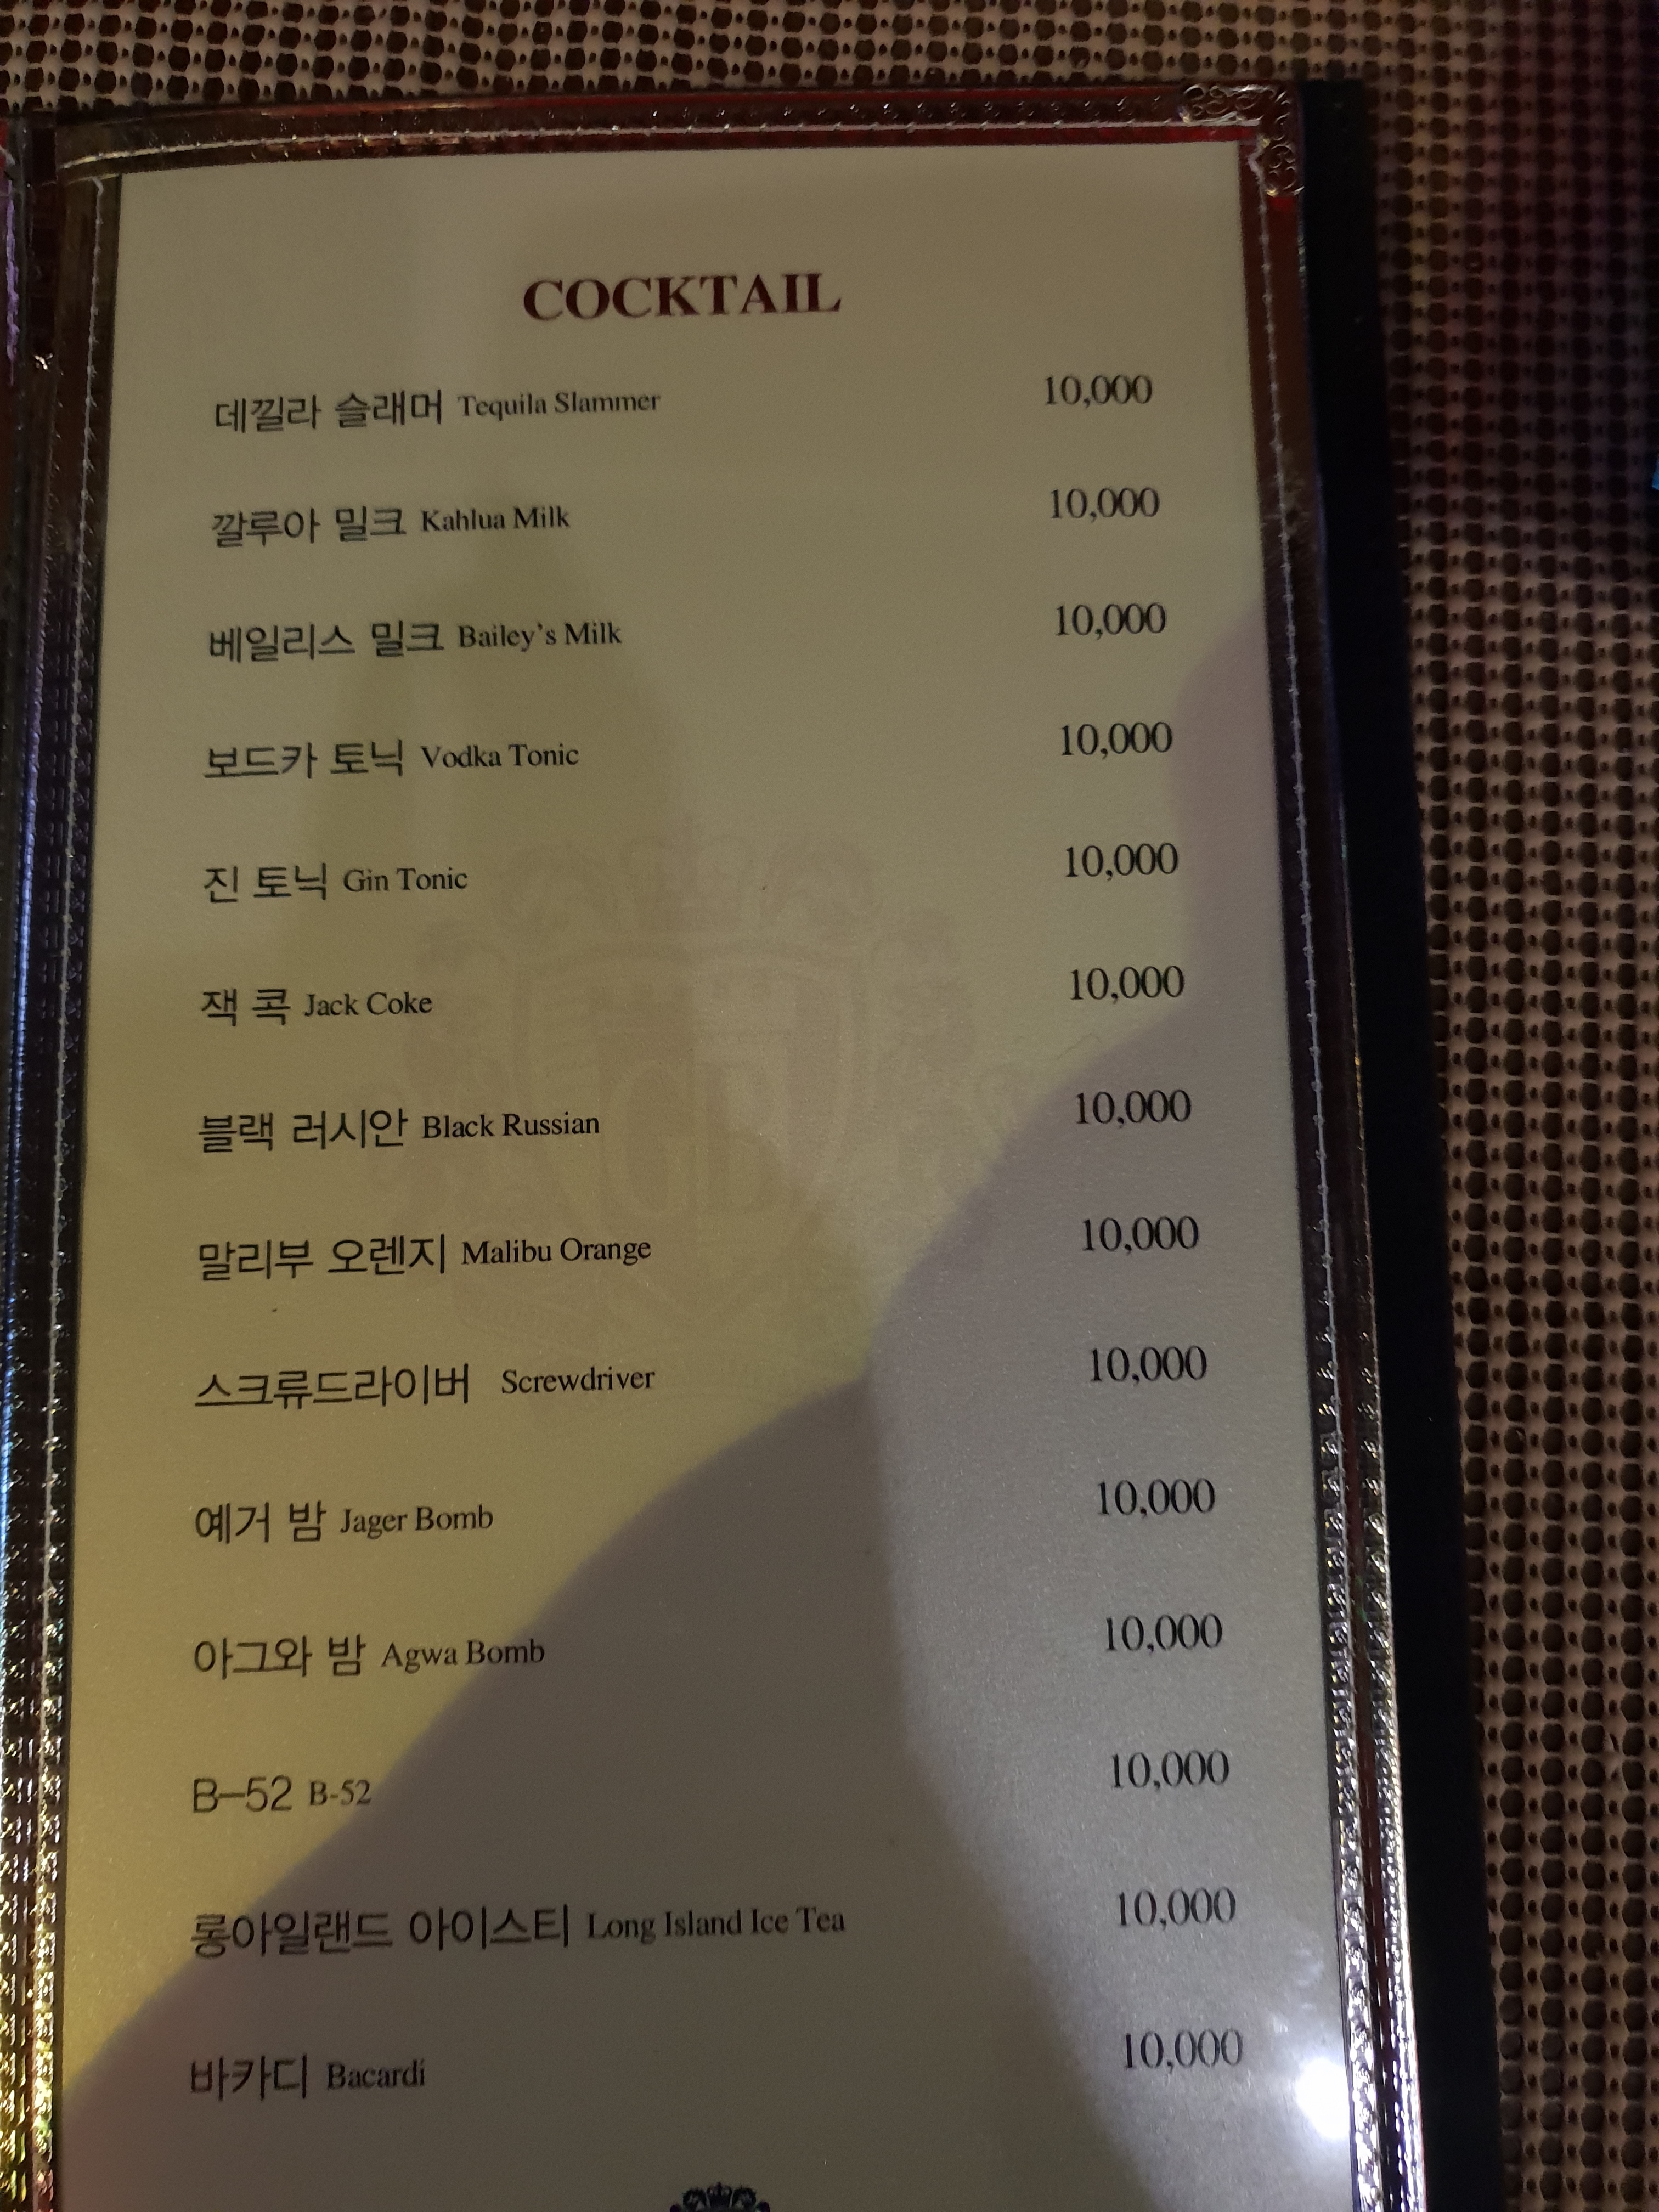 COCKTAIL
데낄라 슬래머 Tequila Slammer 10,000
깔루아 밀크 Kahlua Milk 10,000
베일리스 밀크 Bailey's Milk 10,000
보드카 토닉 Vodka Tonic 10,000
진 토닉 Gin Tonic 10,000
잭 콕 Jack Coke 10,000
블랙 러시안 Black Russian 10,000
말리부 오렌지 Malibu Orange 10,000
스크류드라이버 Screwdriver 10,000
예거 밤 Jager Bomb 10,000
아그와 밤 Agwa Bomb 10,000
B-52 B-52 10,000
롱아일랜드 아이스티 Long Island Ice Tea 10,000
바카디 Bacardi 10,000